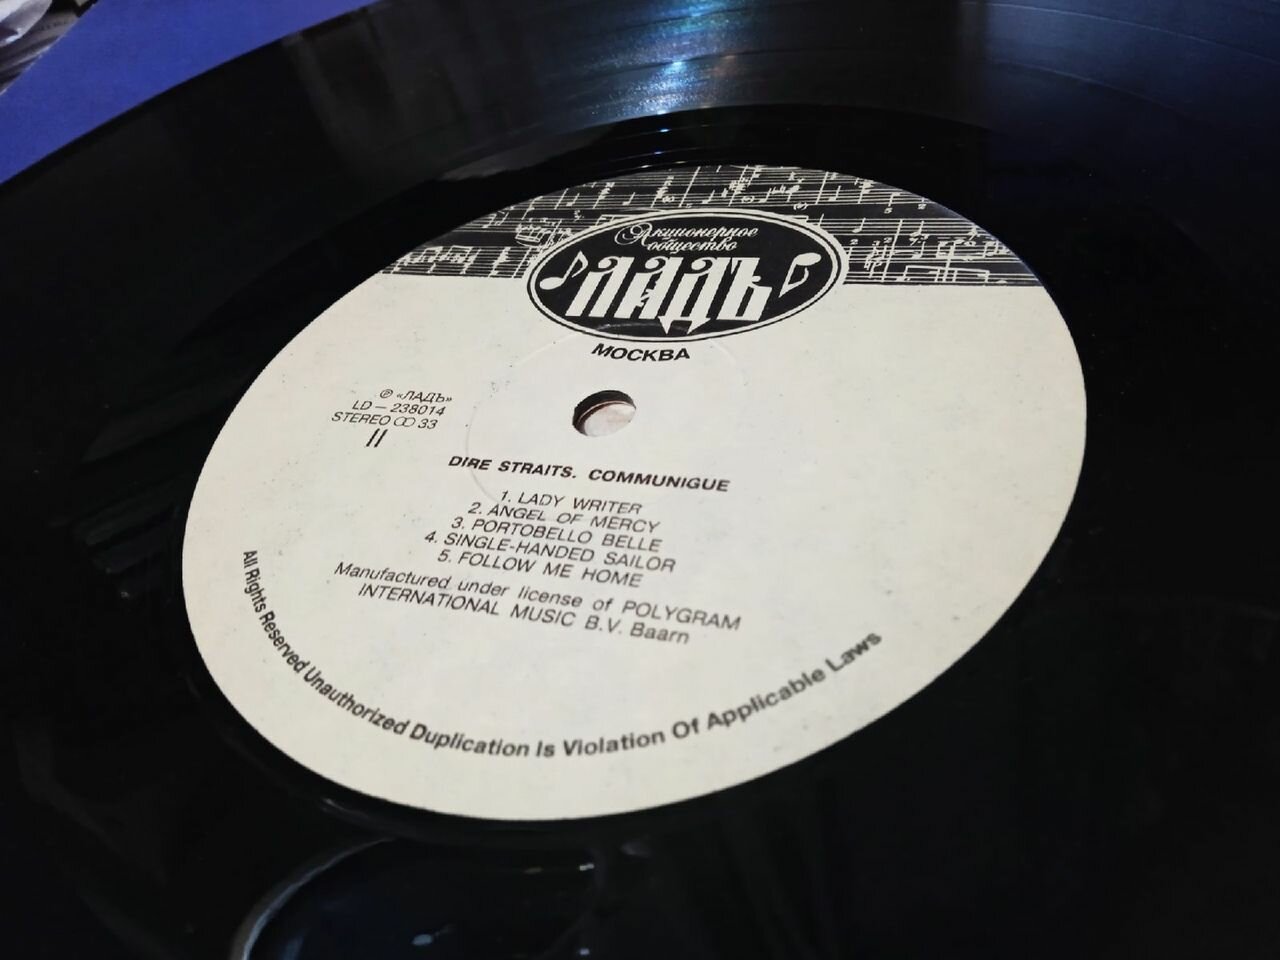 Акционерное
общество
ЛАДЪ
МОСКВА
Ⓟ «ЛАДЪ»
LD — 238014
STEREO ꝏ 33
II
DIRE STRAITS. COMMUNIGUE
1. LADY WRITER
2. ANGEL OF MERCY
3. PORTOBELLO BELLE
4. SINGLE-HANDED SAILOR
5. FOLLOW ME HOME
Manufactured under license of POLYGRAM
INTERNATIONAL MUSIC B.V. Baarn
All Rights Reserved Unauthorized Duplication Is Violation Of Applicable Laws